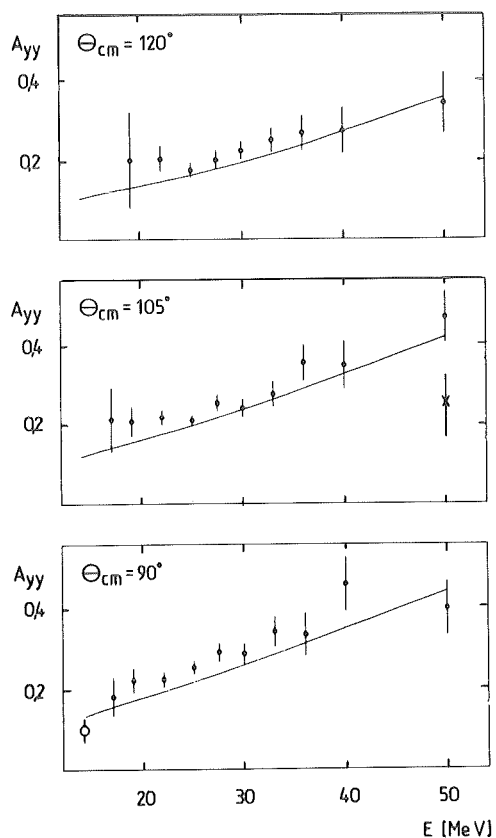 Ayy
Θcm = 120°
0,4
0,2
Θcm = 105°
Ayy
0,4
0,2
Θcm = 90°
Ayy
0,4
0,2
20 30 40 50
E [MeV]